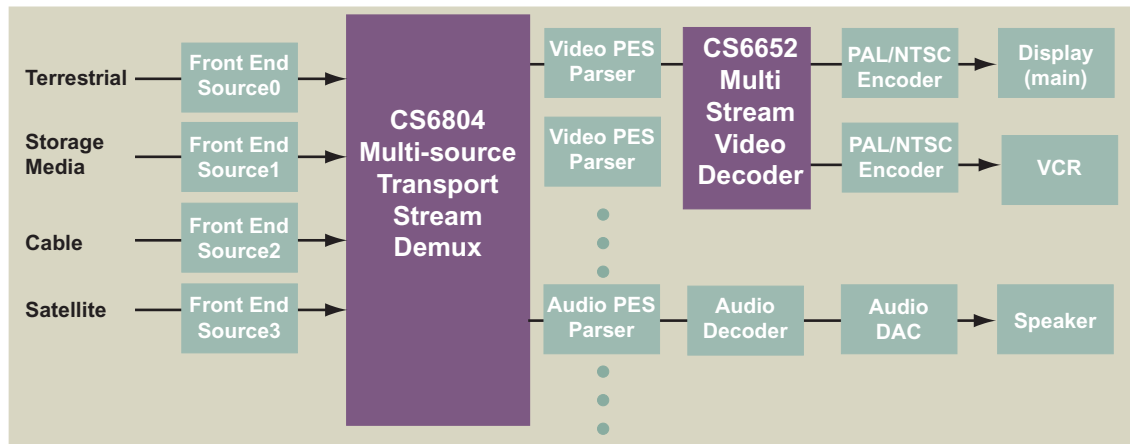 Terrestrial
Front End
Source0
Storage
Media
Front End
Source1
Cable
Front End
Source2
Satellite
Front End
Source3
CS6804
Multi-source
Transport
Stream
Demux
Video PES
Parser
CS6652
Multi
Stream
Video
Decoder
PAL/NTSC
Encoder
Display
(main)
Video PES
Parser
PAL/NTSC
Encoder
VCR
Audio PES
Parser
Audio
Decoder
Audio
DAC
Speaker